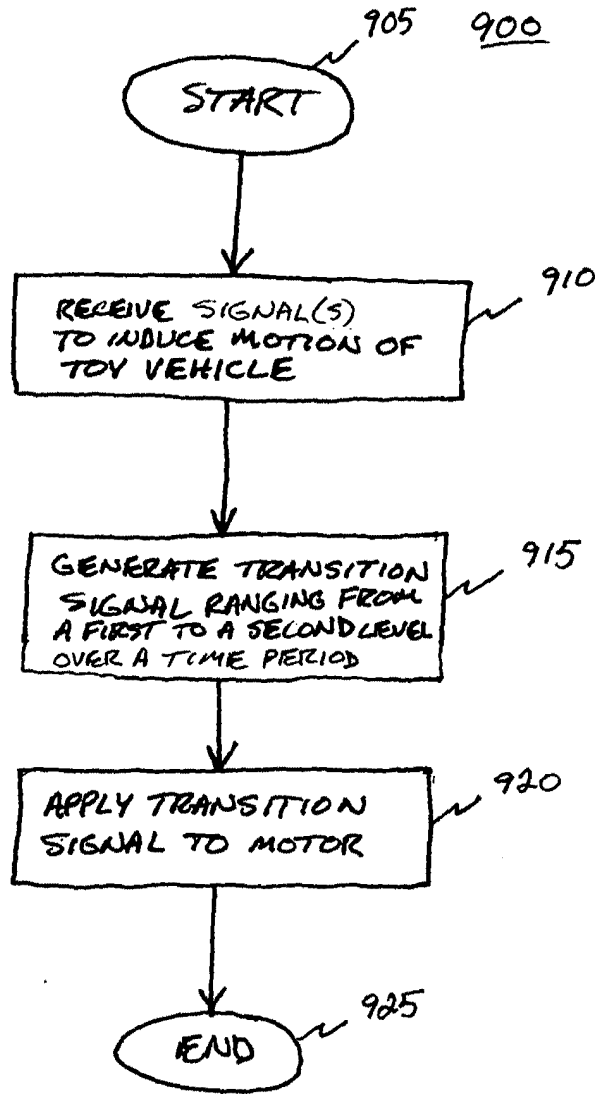 905
900
START
910
RECEIVE SIGNAL(S)
TO INDUCE MOTION OF
TOY VEHICLE
915
GENERATE TRANSITION
SIGNAL RANGING FROM
A FIRST TO A SECOND LEVEL
OVER A TIME PERIOD
920
APPLY TRANSITION
SIGNAL TO MOTOR
925
END